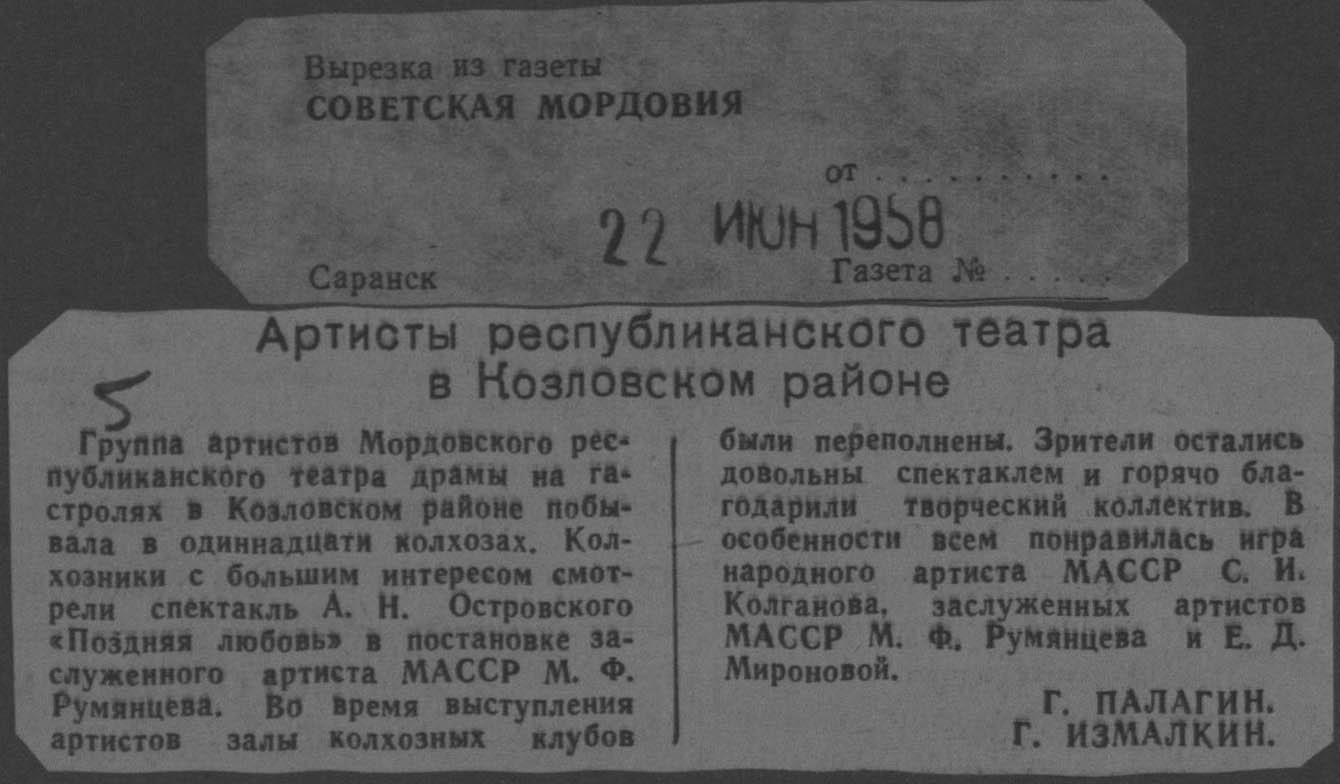 Вырезка из газеты
СОВЕТСКАЯ МОРДОВИЯ
от . . . . . . . . . .
22 ИЮН 1958
Саранск
Газета № . . . . .
Артисты республиканского театра
в Козловском районе
5
Группа артистов Мордовского рес-
публиканского театра драмы на га-
стролях в Козловском районе побы-
вала в одиннадцати колхозах. Кол-
хозники с большим интересом смот-
рели спектакль А. Н. Островского
«Поздняя любовь» в постановке за-
служенного артиста МАССР М. Ф.
Румянцева. Во время выступления
артистов залы колхозных клубов
были переполнены. Зрители остались
довольны спектаклем и горячо бла-
годарили творческий коллектив. В
особенности всем понравилась игра
народного артиста МАССР С. И.
Колганова, заслуженных артистов
МАССР М. Ф. Румянцева и Е. Д.
Мироновой.
Г. ПАЛАГИН.
Г. ИЗМАЛКИН.